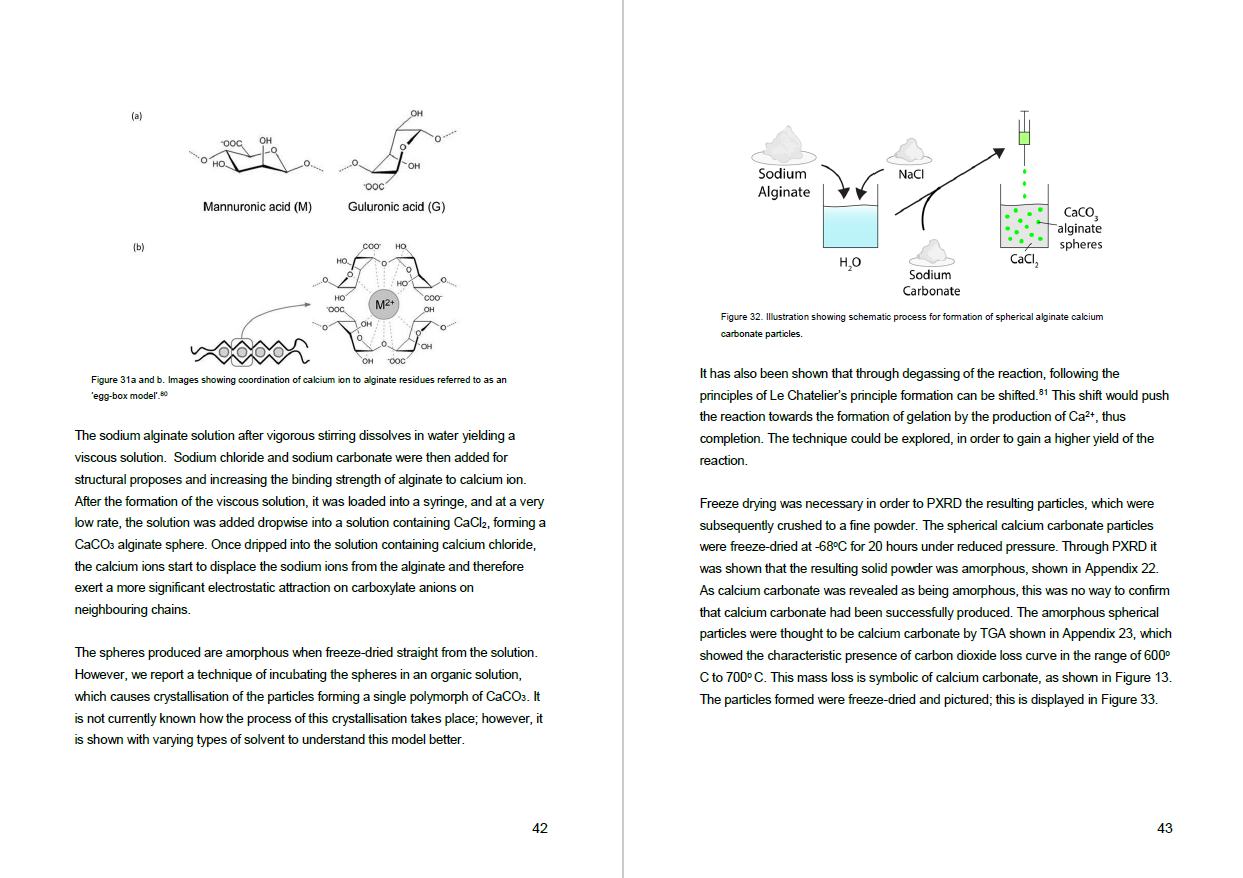 (a)
OH
⁻OOC
OH
O
O
O
HO
O
O
O
OH
⁻OOC
Mannuronic acid (M)
Guluronic acid (G)
(b)
COO⁻
HO
HO
O
O
O
O
HO
O
HO
COO⁻
⁻OOC
M²⁺
OH
O
OH
O
O
O
O
OH
OH
⁻OOC
Figure 31a and b. Images showing coordination of calcium ion to alginate residues referred to as an
'egg-box model'.⁸⁰
The sodium alginate solution after vigorous stirring dissolves in water yielding a
viscous solution.  Sodium chloride and sodium carbonate were then added for
structural proposes and increasing the binding strength of alginate to calcium ion.
After the formation of the viscous solution, it was loaded into a syringe, and at a very
low rate, the solution was added dropwise into a solution containing CaCl₂, forming a
CaCO₃ alginate sphere. Once dripped into the solution containing calcium chloride,
the calcium ions start to displace the sodium ions from the alginate and therefore
exert a more significant electrostatic attraction on carboxylate anions on
neighbouring chains.
The spheres produced are amorphous when freeze-dried straight from the solution.
However, we report a technique of incubating the spheres in an organic solution,
which causes crystallisation of the particles forming a single polymorph of CaCO₃. It
is not currently known how the process of this crystallisation takes place; however, it
is shown with varying types of solvent to understand this model better.
42
Sodium
Alginate
NaCl
H₂O
Sodium
Carbonate
CaCO₃
alginate
spheres
CaCl₂
Figure 32. Illustration showing schematic process for formation of spherical alginate calcium
carbonate particles.
It has also been shown that through degassing of the reaction, following the
principles of Le Chatelier's principle formation can be shifted.⁸¹ This shift would push
the reaction towards the formation of gelation by the production of Ca²⁺, thus
completion. The technique could be explored, in order to gain a higher yield of the
reaction.
Freeze drying was necessary in order to PXRD the resulting particles, which were
subsequently crushed to a fine powder. The spherical calcium carbonate particles
were freeze-dried at -68ºC for 20 hours under reduced pressure. Through PXRD it
was shown that the resulting solid powder was amorphous, shown in Appendix 22.
As calcium carbonate was revealed as being amorphous, this was no way to confirm
that calcium carbonate had been successfully produced. The amorphous spherical
particles were thought to be calcium carbonate by TGA shown in Appendix 23, which
showed the characteristic presence of carbon dioxide loss curve in the range of 600º
C to 700º C. This mass loss is symbolic of calcium carbonate, as shown in Figure 13.
The particles formed were freeze-dried and pictured; this is displayed in Figure 33.
43